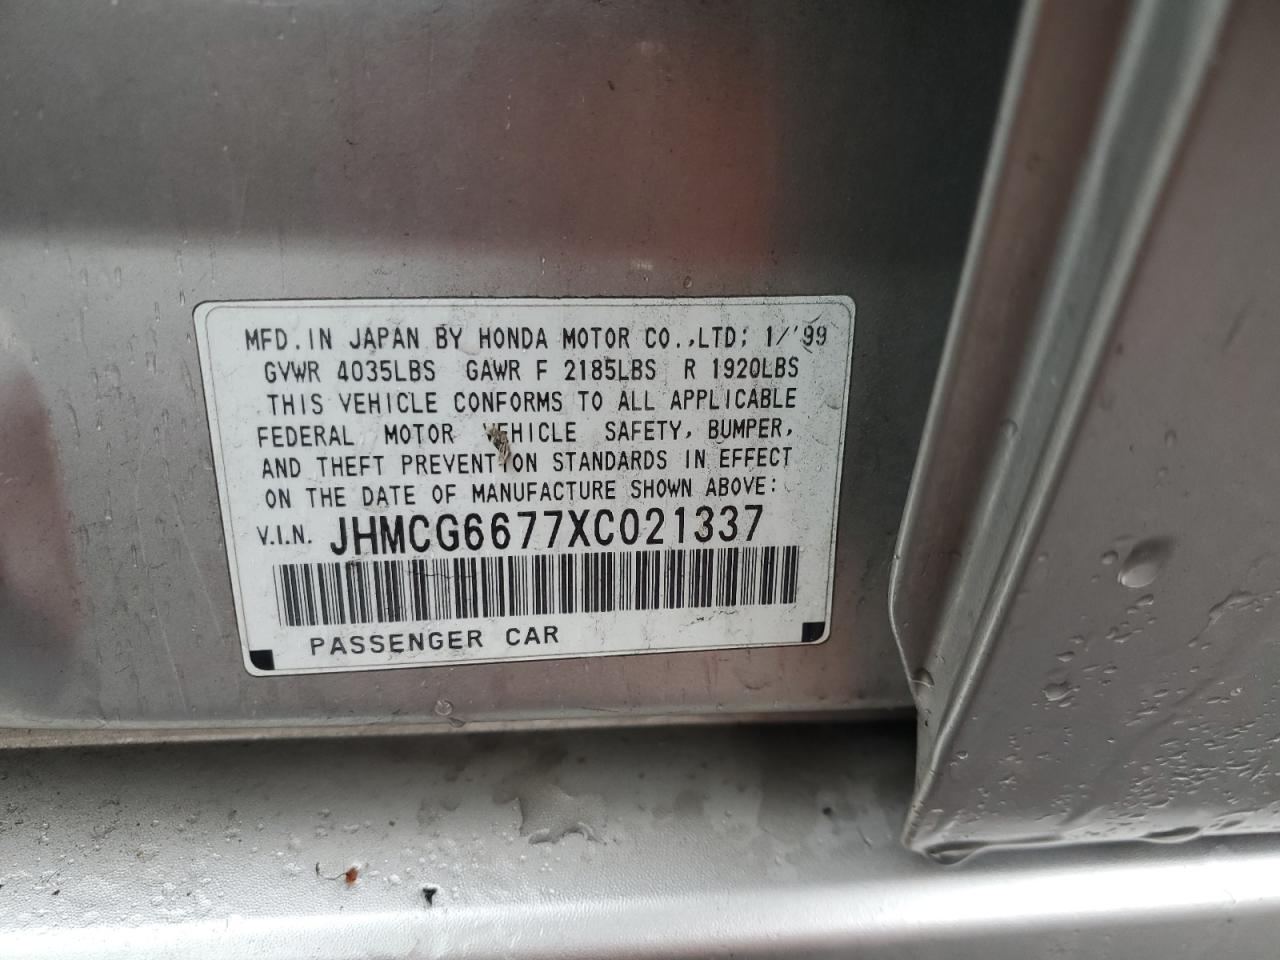 MFD. IN JAPAN BY HONDA MOTOR CO.,LTD; 1/'99
GVWR 4035LBS GAWR F 2185LBS R 1920LBS
THIS VEHICLE CONFORMS TO ALL APPLICABLE
FEDERAL MOTOR VEHICLE SAFETY, BUMPER,
AND THEFT PREVENTION STANDARDS IN EFFECT
ON THE DATE OF MANUFACTURE SHOWN ABOVE:
V.I.N. JHMCG6677XC021337
PASSENGER CAR